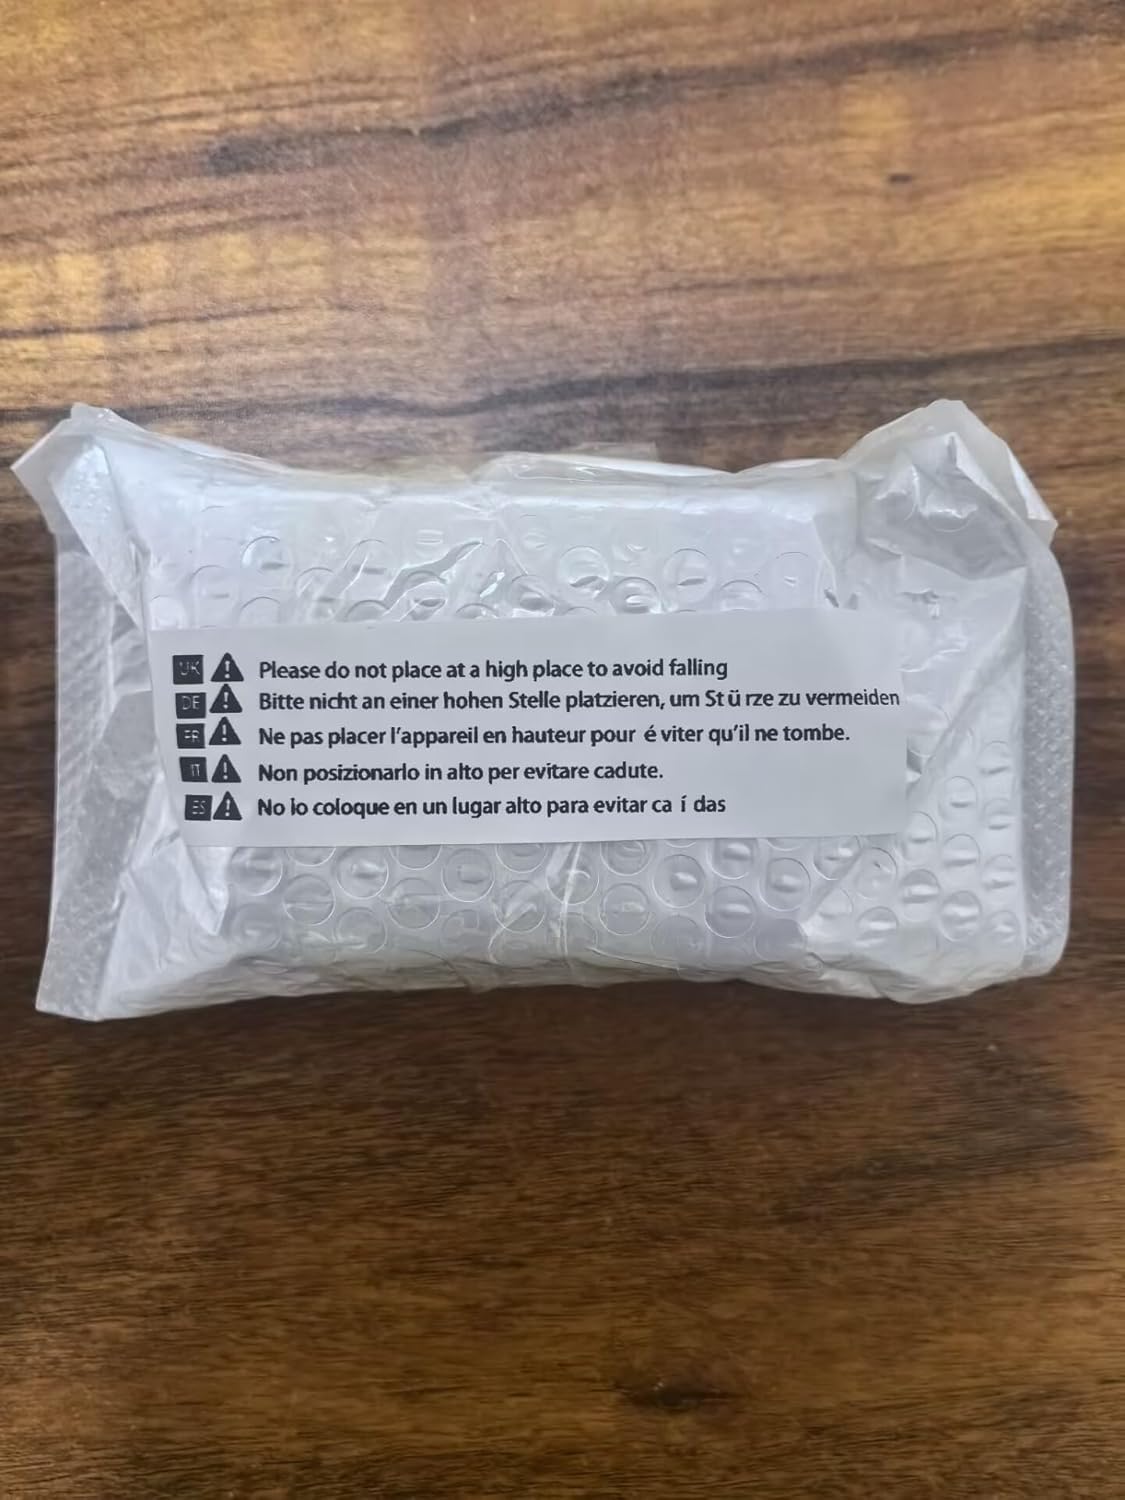 UK Please do not place at a high place to avoid falling
DE Bitte nicht an einer hohen Stelle platzieren, um St ü rze zu vermeiden
FR Ne pas placer l'appareil en hauteur pour é viter qu'il ne tombe.
IT Non posizionarlo in alto per evitare cadute.
ES No lo coloque en un lugar alto para evitar ca í das